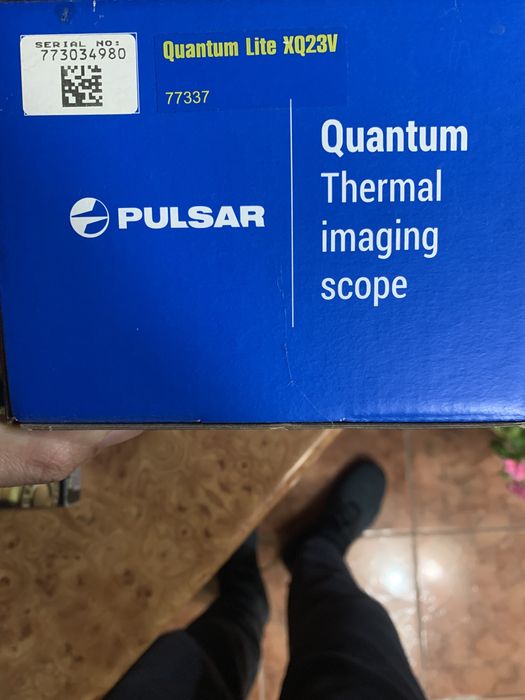 SERIAL NO:
773034980
Quantum Lite XQ23V
77337
PULSAR
Quantum
Thermal
imaging
scope